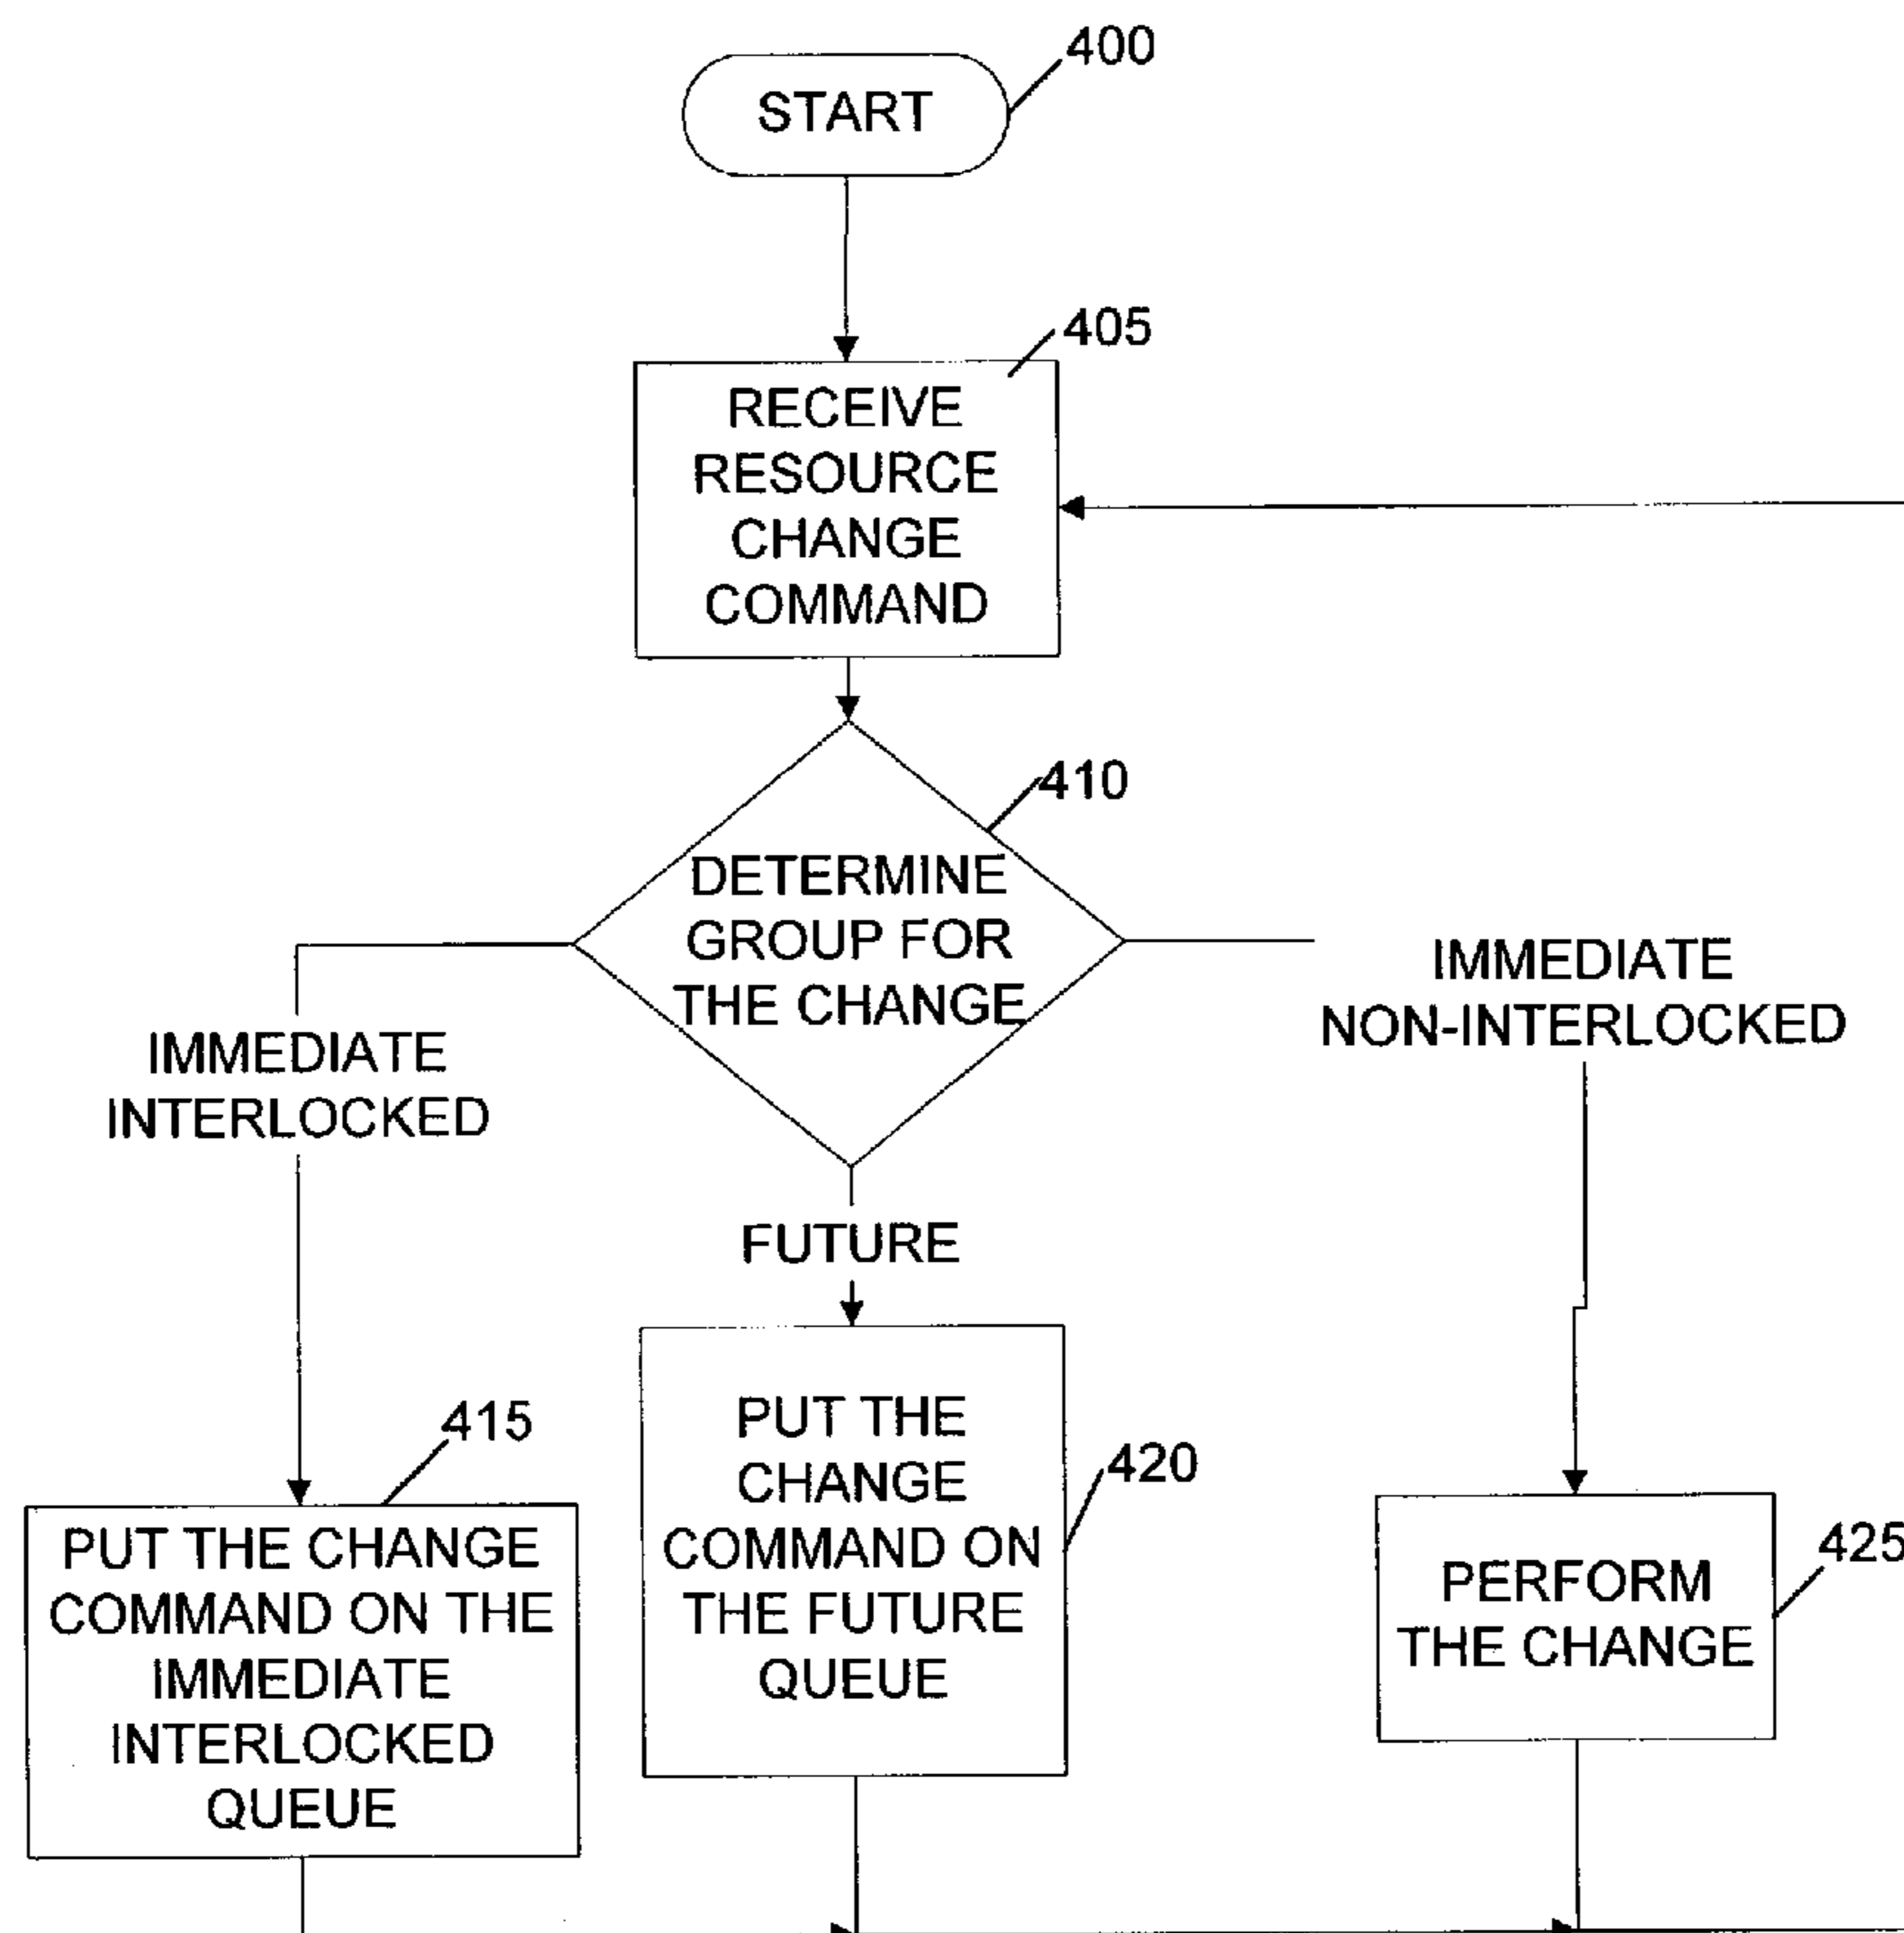 400
START
405
RECEIVE
RESOURCE
CHANGE
COMMAND
410
DETERMINE
GROUP FOR
THE CHANGE
IMMEDIATE
INTERLOCKED
IMMEDIATE
NON-INTERLOCKED
FUTURE
415
PUT THE CHANGE
COMMAND ON THE
IMMEDIATE
INTERLOCKED
QUEUE
420
PUT THE
CHANGE
COMMAND ON
THE FUTURE
QUEUE
425
PERFORM
THE CHANGE